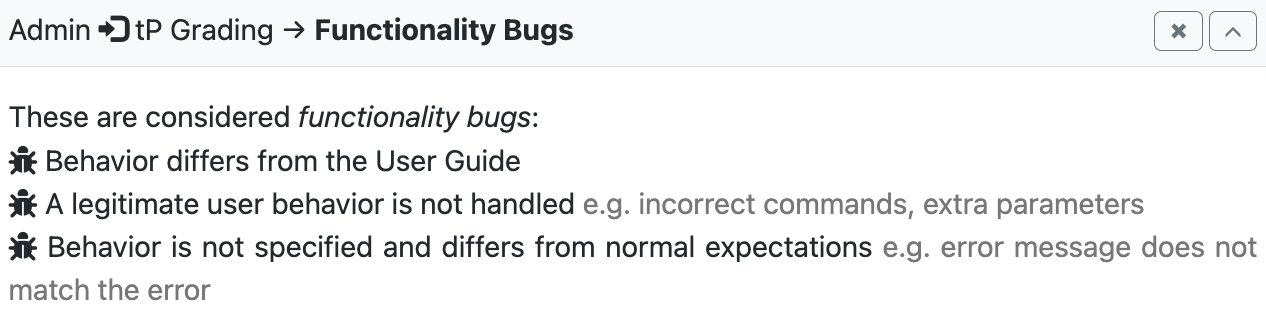 Admin tP Grading → Functionality Bugs
These are considered functionality bugs:
Behavior differs from the User Guide
A legitimate user behavior is not handled e.g. incorrect commands, extra parameters
Behavior is not specified and differs from normal expectations e.g. error message does not
match the error